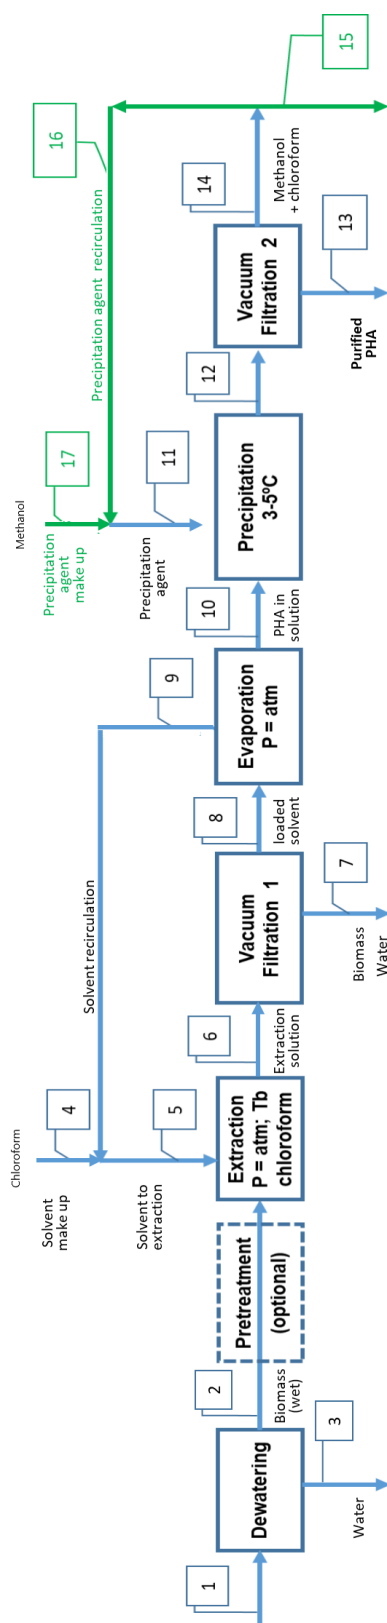 1
Dewatering
3
Water
2
Biomass
(wet)
Pretreatment
(optional)
Chloroform
Solvent
make up
4
Solvent to
extraction
5
Extraction
P = atm; Tb
chloroform
6
Extraction
solution
Solvent recirculation
Vacuum
Filtration 1
7
Biomass
Water
8
loaded
solvent
Evaporation
P = atm
9
10
PHA in
solution
Methanol
Precipitation
agent
make up
17
Precipitation
agent
11
Precipitation
3-5ºC
12
Precipitation agent recirculation
16
Vacuum
Filtration 2
13
Purified
PHA
14
Methanol
+ chloroform
15